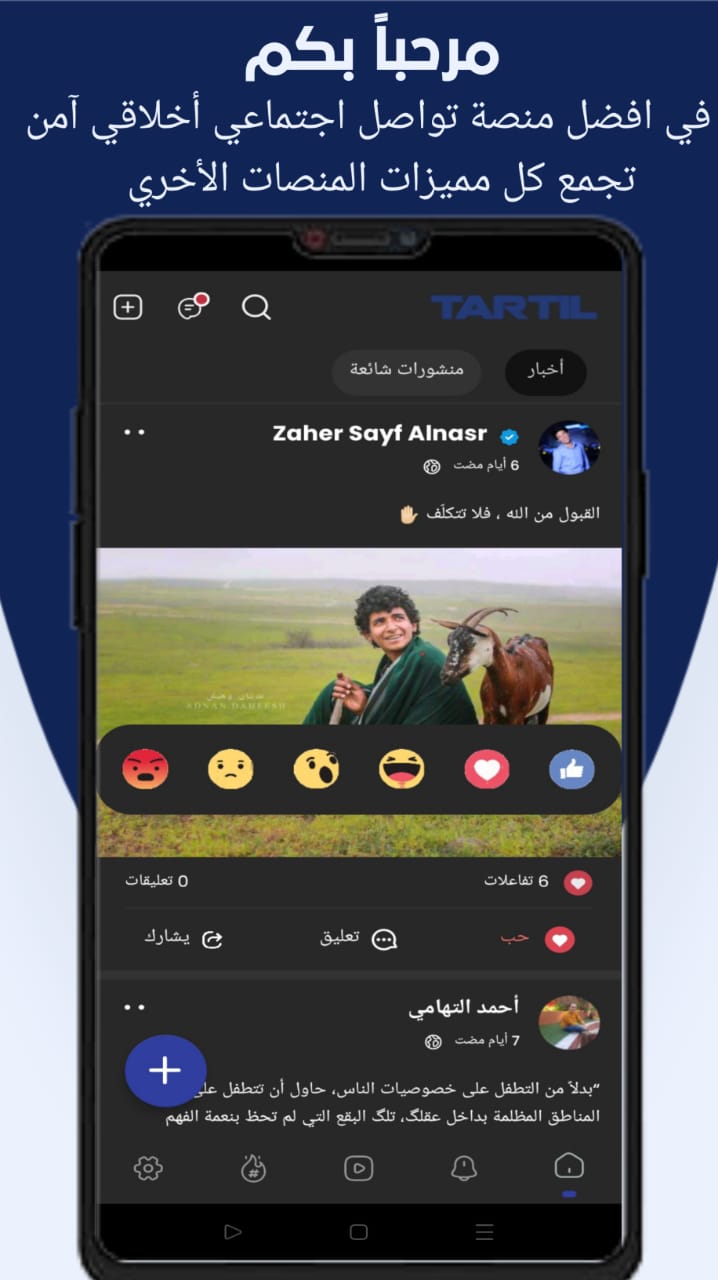 مرحباً بكم
في افضل منصة تواصل اجتماعي أخلاقي آمن
تجمع كل مميزات المنصات الأخري
TARTIL
أخبار
منشورات شائعة
Zaher Sayf Alnasr
6 أيام مضت
القبول من الله ، فلا تتكلّف ✋🏻
عدنان دهيش
ADNAN.DAHEESH
6 تفاعلات
0 تعليقات
حب
تعليق
يشارك
أحمد التهامي
7 أيام مضت
“بدلاً من التطفل على خصوصيات الناس، حاول أن تتطفل على
المناطق المظلمة بداخل عقلگ، تلگ البقع التي لم تحظ بنعمة الفهم